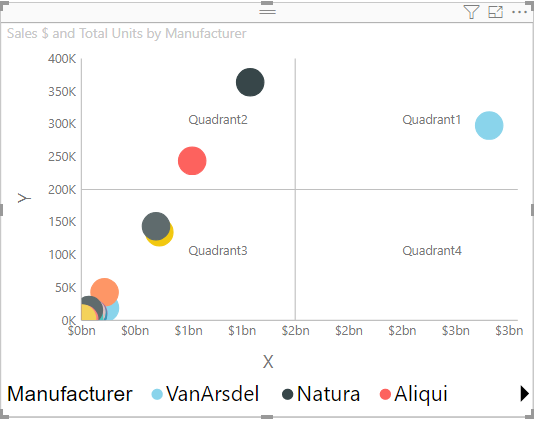 Sales $ and Total Units by Manufacturer
400K
350K
300K
250K
200K
150K
100K
50K
0K
Quadrant2
Quadrant1
Quadrant3
Quadrant4
Y
$0bn $0bn $1bn $1bn $2bn $2bn $2bn $3bn $3bn
X
Manufacturer VanArsdel Natura Aliqui